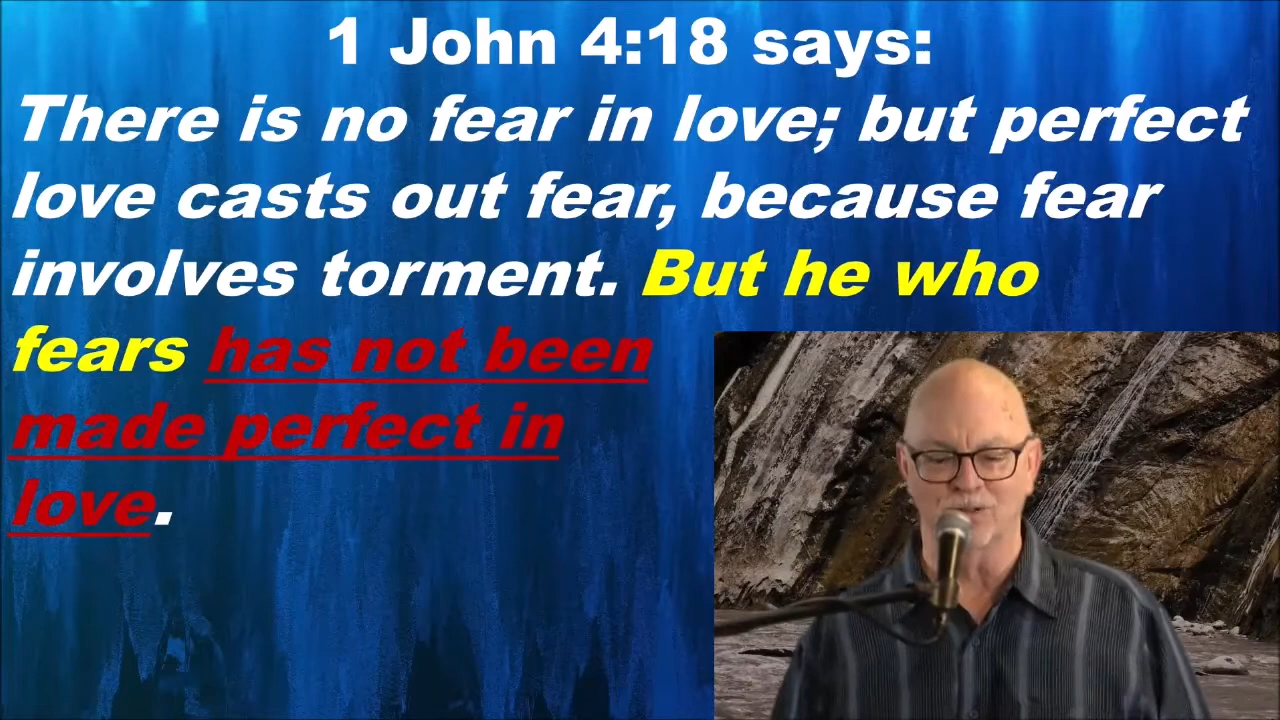 1 John 4:18 says:
There is no fear in love; but perfect
love casts out fear, because fear
involves torment. But he who
fears has not been
made perfect in
love.